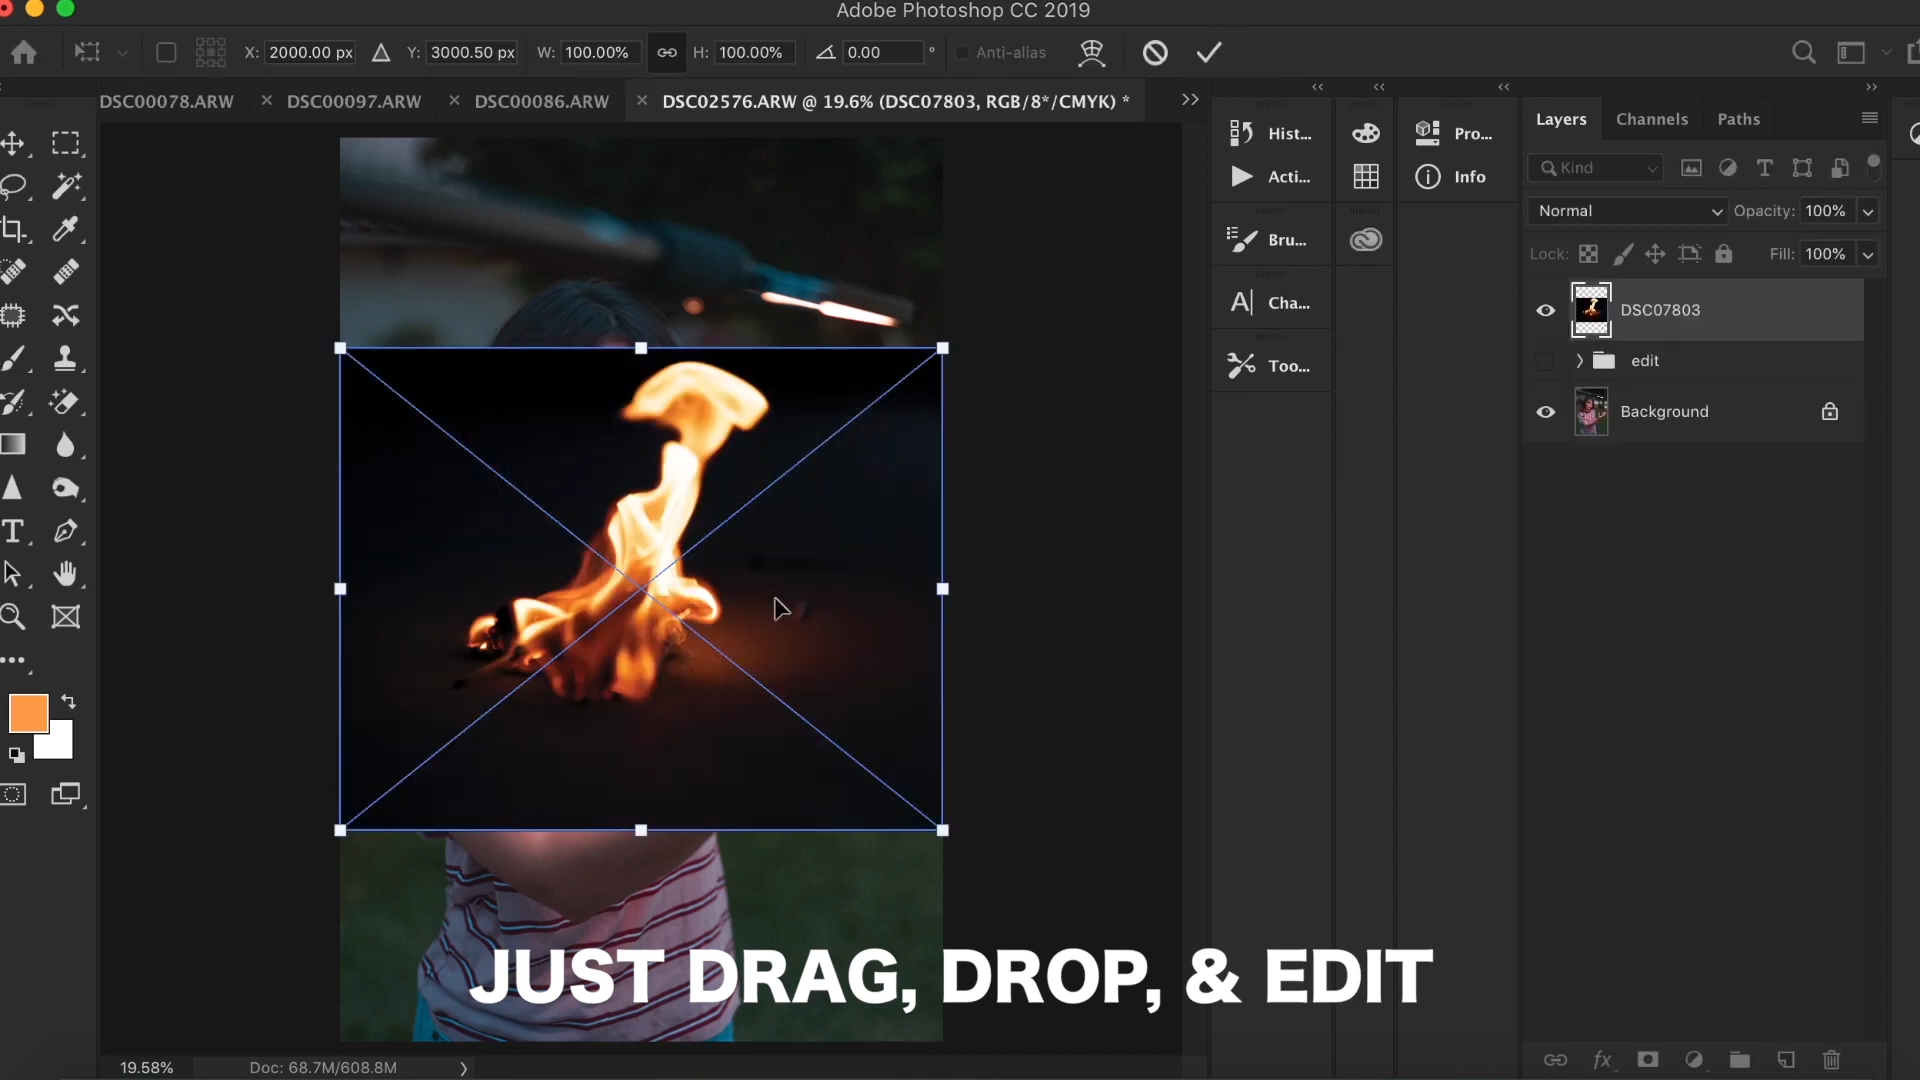 Adobe Photoshop CC 2019
X: 2000.00 px Y: 3000.50 px W: 100.00% H: 100.00% 0.00 ° Anti-alias
DSC00078.ARW × DSC00097.ARW × DSC00086.ARW × DSC02576.ARW @ 19.6% (DSC07803, RGB/8*/CMYK) *
Hist...
Acti...
Bru...
Cha...
Too...
Pro...
Info
Layers Channels Paths
Kind
Normal Opacity: 100%
Lock: Fill: 100%
DSC07803
edit
Background
JUST DRAG, DROP, & EDIT
19.58% Doc: 68.7M/608.8M